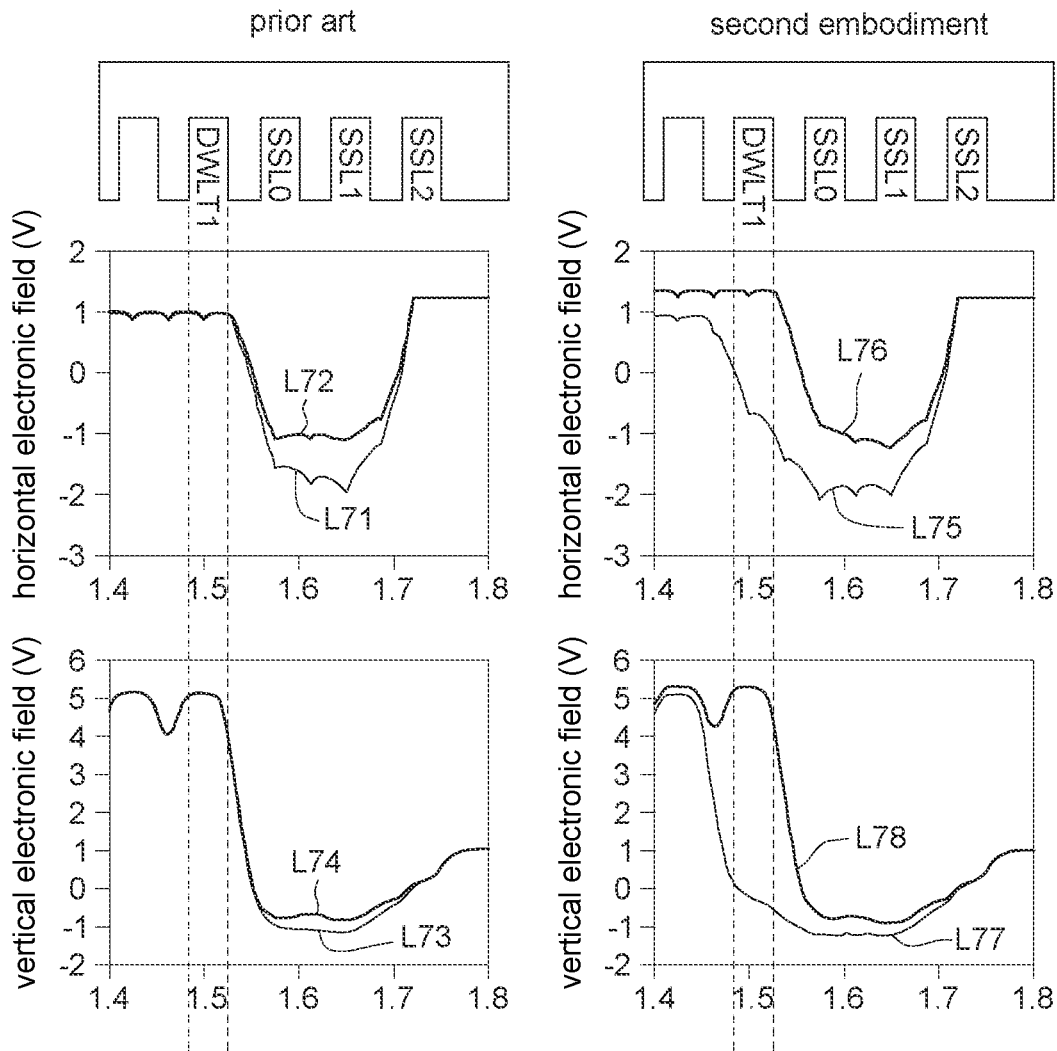 prior art
second embodiment
DWLT1
SSL0
SSL1
SSL2
DWLT1
SSL0
SSL1
SSL2
horizontal electronic field (V)
2
1
0
-1
-2
-3
L72
L71
1.4 1.5 1.6 1.7 1.8
horizontal electronic field (V)
2
1
0
-1
-2
-3
L76
L75
1.4 1.5 1.6 1.7 1.8
vertical electronic field (V)
6
5
4
3
2
1
0
-1
-2
L74
L73
1.4 1.5 1.6 1.7 1.8
vertical electronic field (V)
6
5
4
3
2
1
0
-1
-2
L78
L77
1.4 1.5 1.6 1.7 1.8